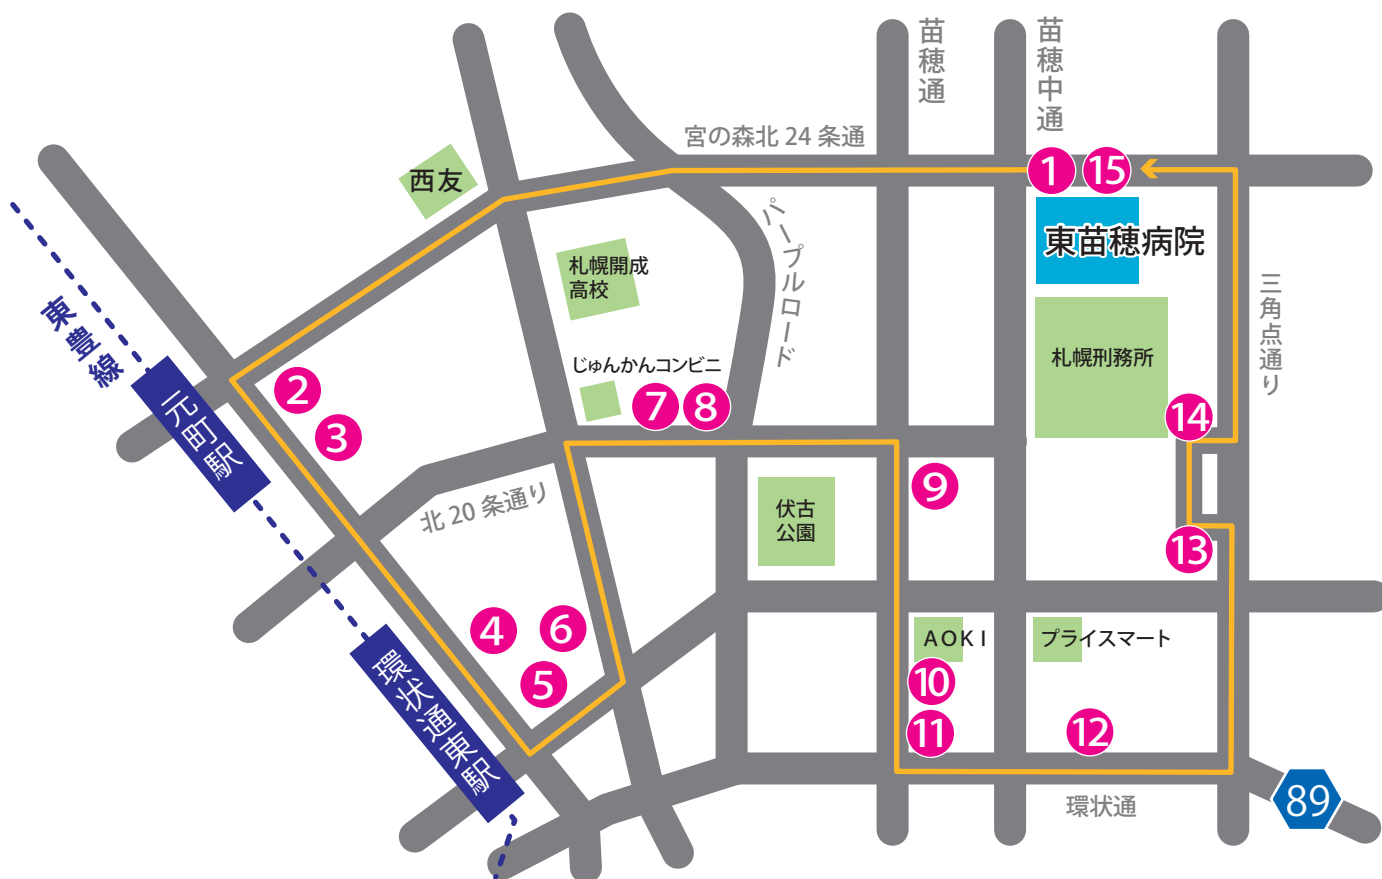 苗穂通
苗穂中通
宮の森北24条通
1
15
西友
パープルロード
東苗穂病院
札幌開成
高校
三角点通り
東豊線
札幌刑務所
じゅんかんコンビニ
元町駅
2
3
7
8
14
北20条通り
9
伏古
公園
13
4
6
5
AOKI
プライスマート
環状通東駅
10
11
12
環状通
89